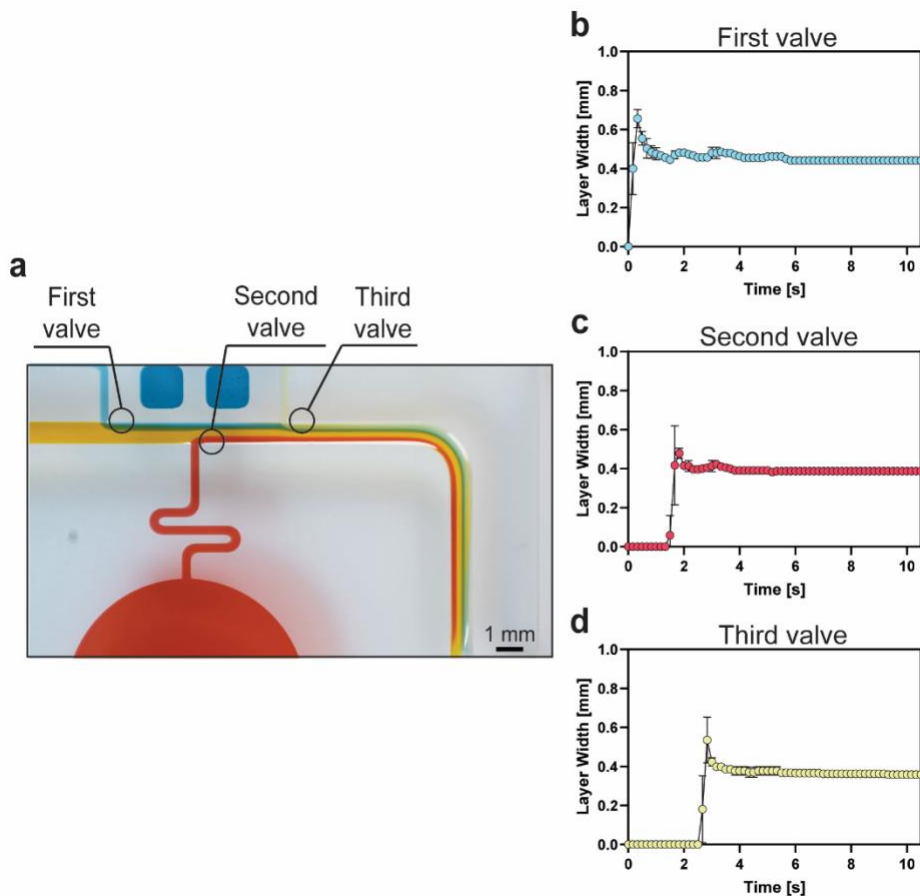 a
First
valve
Second
valve
Third
valve
1 mm
b
First valve
Layer Width [mm]
1.0
0.8
0.6
0.4
0.2
0.0
0 2 4 6 8 10
Time [s]
c
Second valve
Layer Width [mm]
1.0
0.8
0.6
0.4
0.2
0.0
0 2 4 6 8 10
Time [s]
d
Third valve
Layer Width [mm]
1.0
0.8
0.6
0.4
0.2
0.0
0 2 4 6 8 10
Time [s]